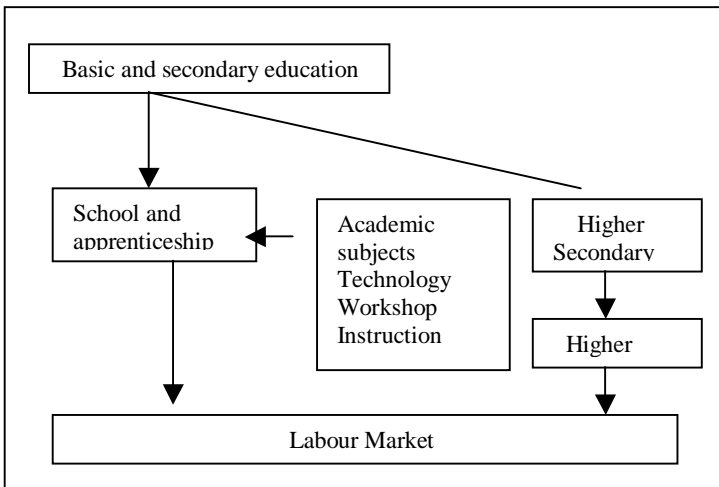 Basic and secondary education
School and
apprenticeship
Academic
subjects
Technology
Workshop
Instruction
Higher
Secondary
Higher
Labour Market